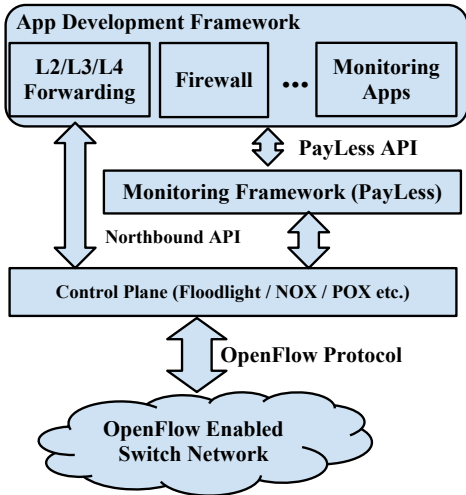 App Development Framework
L2/L3/L4
Forwarding
Firewall
...
Monitoring
Apps
PayLess API
Monitoring Framework (PayLess)
Northbound API
Control Plane (Floodlight / NOX / POX etc.)
OpenFlow Protocol
OpenFlow Enabled
Switch Network